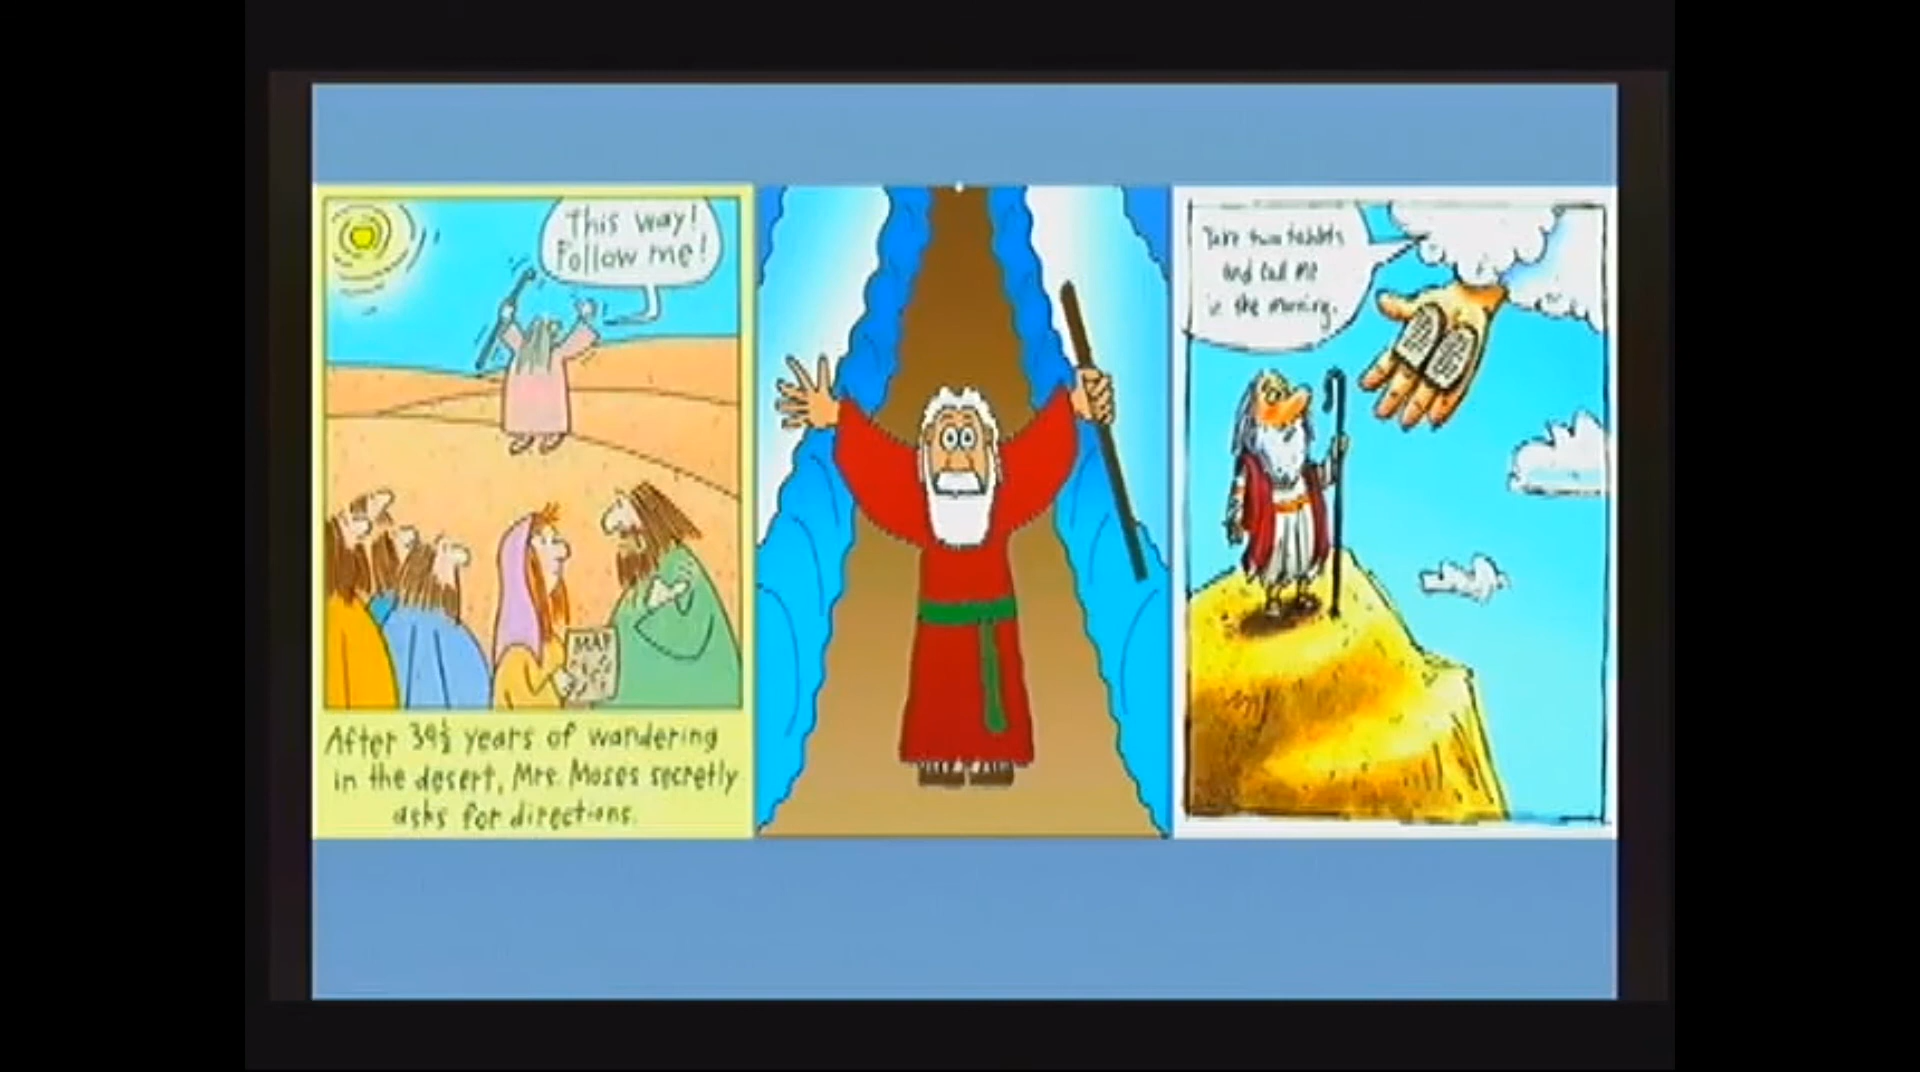 This way!
Follow me!
MAP
After 39½ years of wandering
in the desert, Mrs. Moses secretly
asks for directions.
Take two tablets
and call me
in the morning.